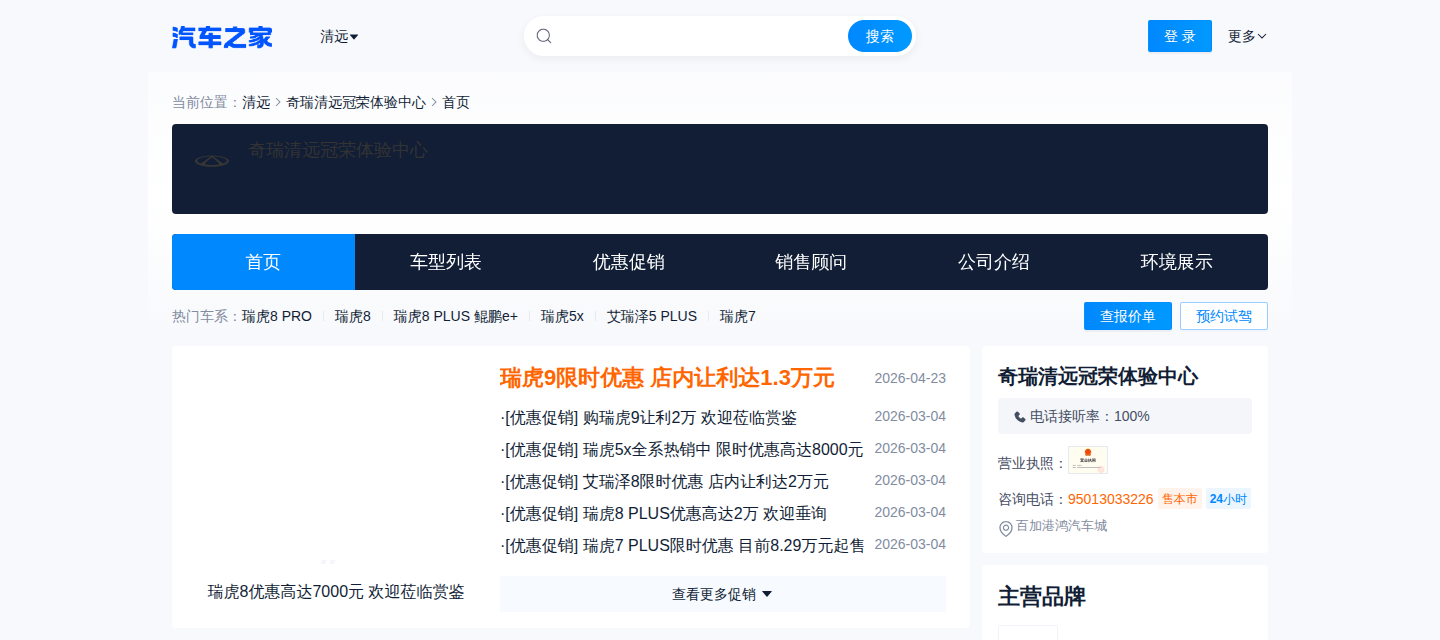 汽车之家
清远
搜索
登 录
更多
当前位置：清远 > 奇瑞清远冠荣体验中心 > 首页
奇瑞清远冠荣体验中心
首页 车型列表 优惠促销 销售顾问 公司介绍 环境展示
热门车系：瑞虎8 PRO 瑞虎8 瑞虎8 PLUS 鲲鹏e+ 瑞虎5x 艾瑞泽5 PLUS 瑞虎7
查报价单
预约试驾
瑞虎8优惠高达7000元 欢迎莅临赏鉴
瑞虎9限时优惠 店内让利达1.3万元 2026-04-23
·[优惠促销] 购瑞虎9让利2万 欢迎莅临赏鉴 2026-03-04
·[优惠促销] 瑞虎5x全系热销中 限时优惠高达8000元 2026-03-04
·[优惠促销] 艾瑞泽8限时优惠 店内让利达2万元 2026-03-04
·[优惠促销] 瑞虎8 PLUS优惠高达2万 欢迎垂询 2026-03-04
·[优惠促销] 瑞虎7 PLUS限时优惠 目前8.29万元起售 2026-03-04
查看更多促销
奇瑞清远冠荣体验中心
电话接听率：100%
营业执照：
咨询电话：95013033226 售本市 24小时
百加港鸿汽车城
主营品牌